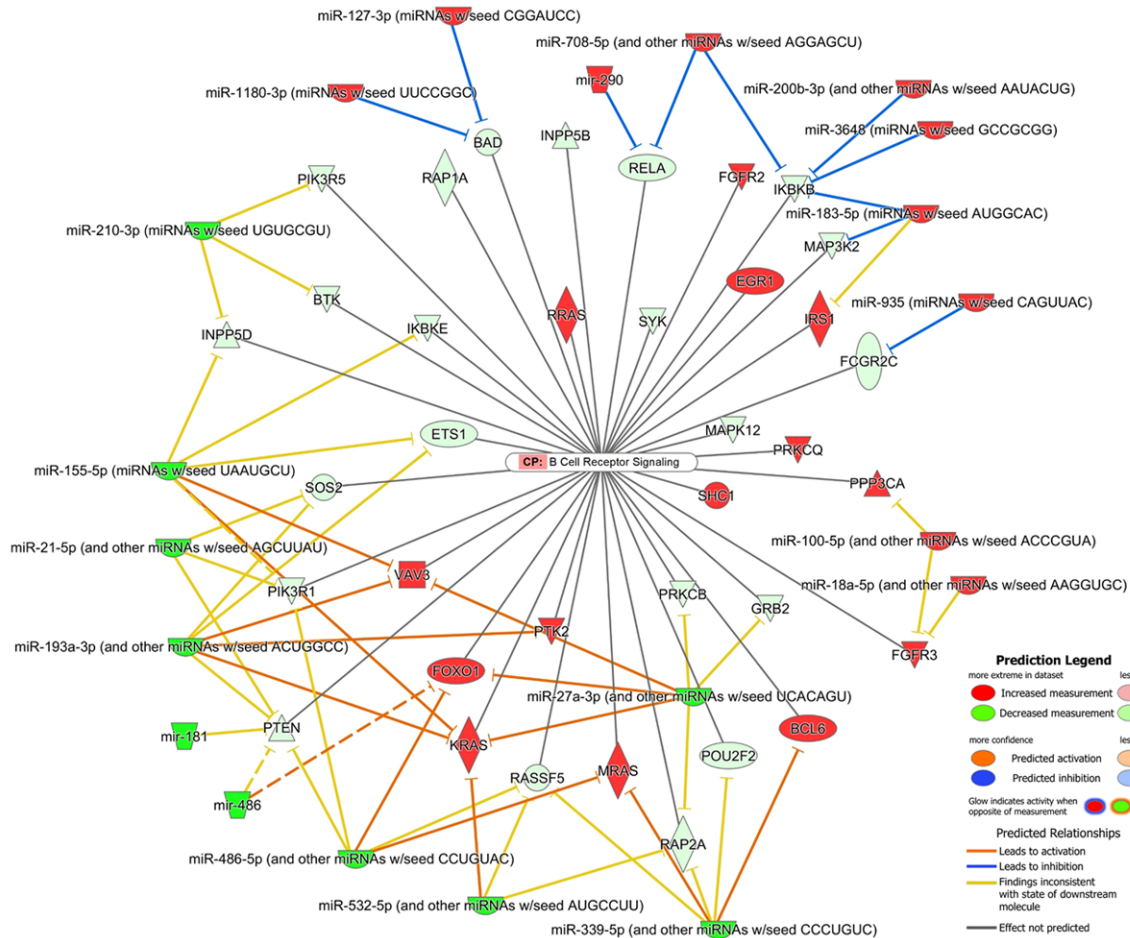 miR-127-3p (miRNAs w/seed CGGAUCC)
miR-708-5p (and other miRNAs w/seed AGGAGCU)
mir-290
miR-1180-3p (miRNAs w/seed UUCCGGC)
miR-200b-3p (and other miRNAs w/seed AAUACUG)
miR-3648 (miRNAs w/seed GCCGCGG)
BAD
INPP5B
RELA
FGFR2
IKBKB
PIK3R5
RAP1A
miR-183-5p (miRNAs w/seed AUGGCAC)
miR-210-3p (miRNAs w/seed UGUGCGU)
MAP3K2
EGR1
BTK
miR-935 (miRNAs w/seed CAGUUAC)
RRAS
SYK
IRS1
INPP5D
IKBKE
FCGR2C
ETS1
MAPK12
PRKCQ
CP: B Cell Receptor Signaling
miR-155-5p (miRNAs w/seed UAAUGCU)
SOS2
SHC1
PPP3CA
miR-21-5p (and other miRNAs w/seed AGCUUAU)
miR-100-5p (and other miRNAs w/seed ACCCGUA)
VAV3
PIK3R1
PRKCB
GRB2
miR-18a-5p (and other miRNAs w/seed AAGGUGC)
PTK2
miR-193a-3p (and other miRNAs w/seed ACUGGCC)
FGFR3
FOXO1
miR-27a-3p (and other miRNAs w/seed UCACAGU)
BCL6
mir-181
PTEN
KRAS
POU2F2
RASSF5
MRAS
mir-486
RAP2A
miR-486-5p (and other miRNAs w/seed CCUGUAC)
miR-532-5p (and other miRNAs w/seed AUGCCUU)
miR-339-5p (and other miRNAs w/seed CCCUGUC)
Prediction Legend
more extreme in dataset les
Increased measurement
Decreased measurement
more confidence les
Predicted activation
Predicted inhibition
Glow indicates activity when
opposite of measurement
Predicted Relationships
Leads to activation
Leads to inhibition
Findings inconsistent
with state of downstream
molecule
Effect not predicted